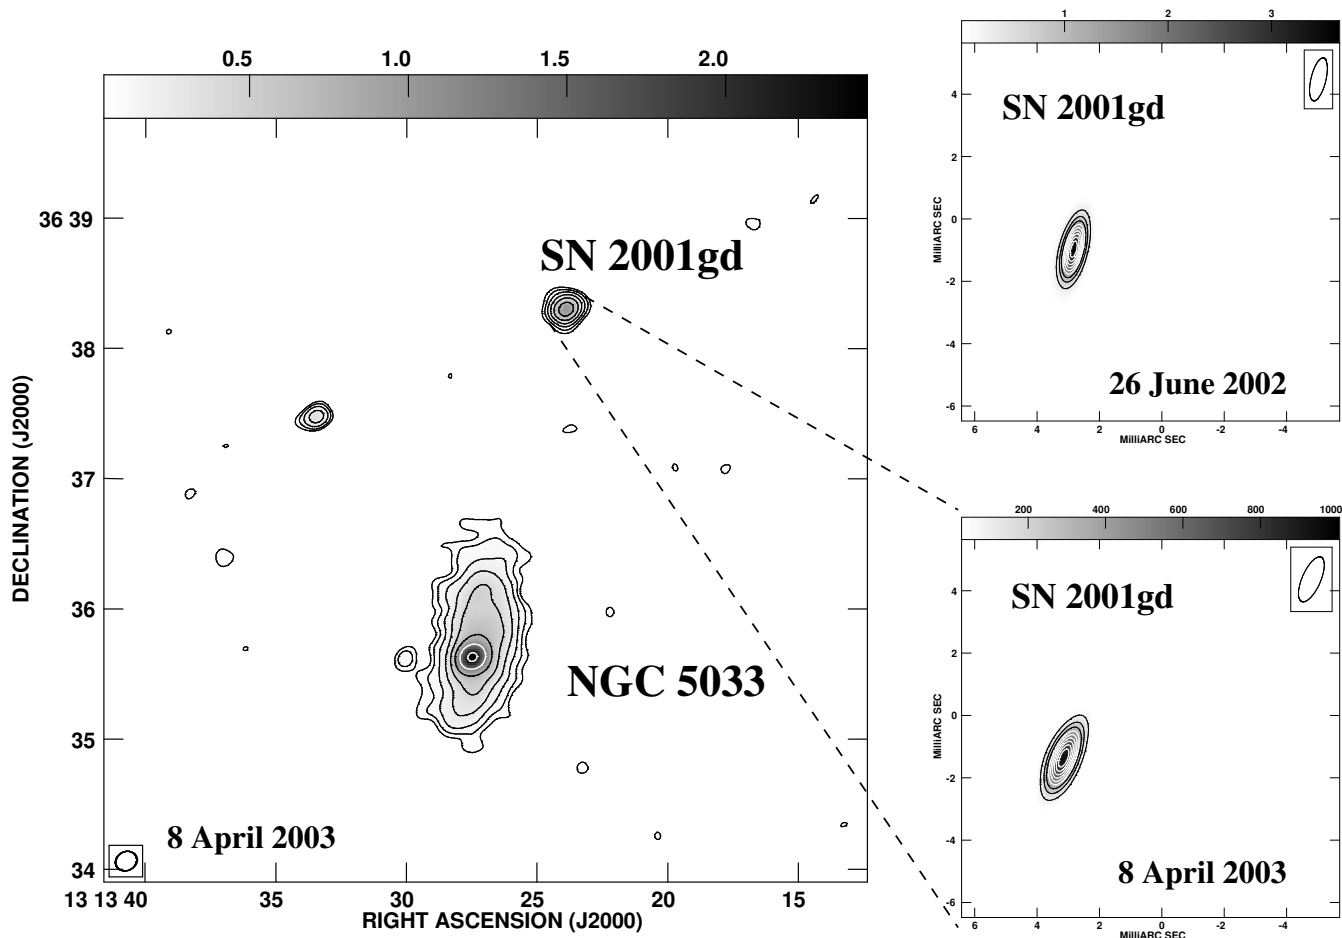 0.5 1.0 1.5 2.0
36 39
38
37
36
35
34
DECLINATION (J2000)
SN 2001gd
NGC 5033
8 April 2003
13 13 40 35 30 25 20 15
RIGHT ASCENSION (J2000)
1 2 3
SN 2001gd
4
2
0
-2
-4
-6
MilliARC SEC
26 June 2002
6 4 2 0 -2 -4
MilliARC SEC
200 400 600 800 1000
SN 2001gd
4
2
0
-2
-4
-6
MilliARC SEC
8 April 2003
6 4 2 0 -2 -4
MilliARC SEC